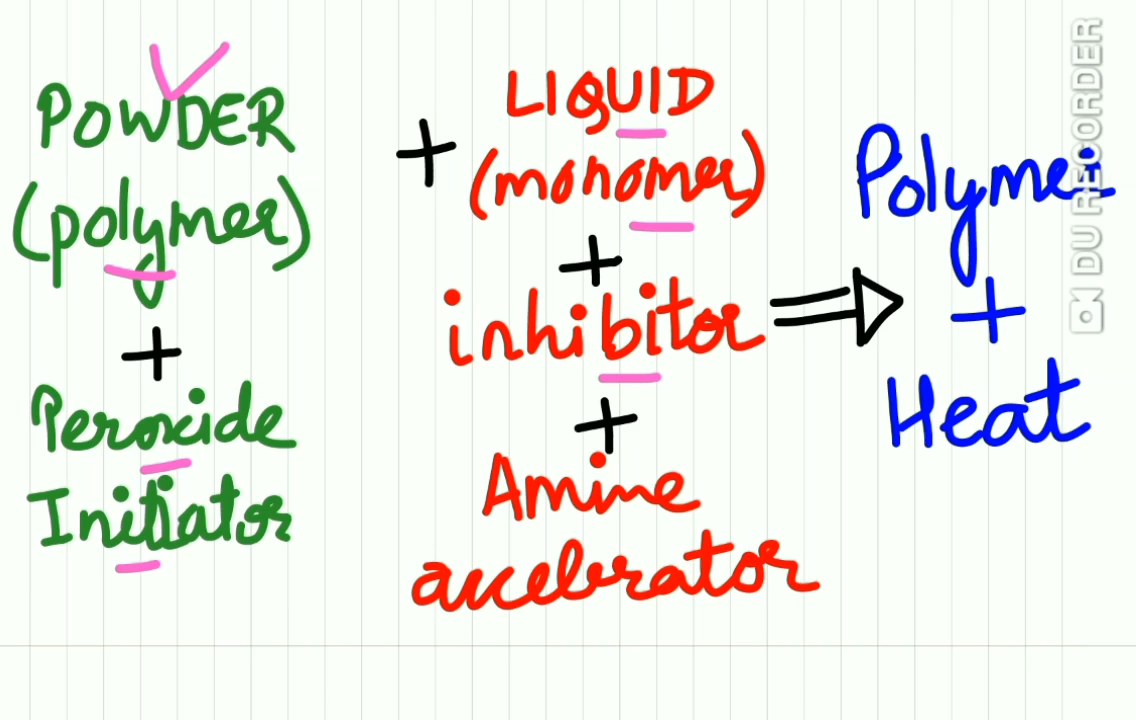 POWDER
(polymer)
+
Peroxide
Initiator
+
LIQUID
(monomer)
+
inhibitor
+
Amine
accelerator
⇒
Polymer
+
Heat
DU RECORDER